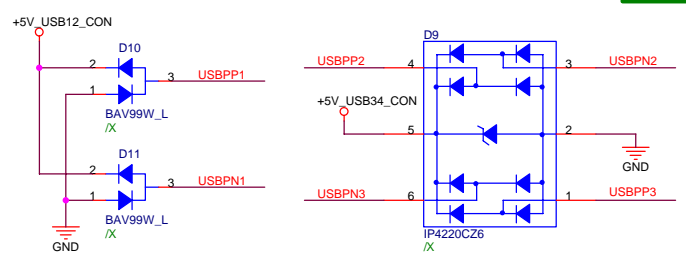 +5V_USB12_CON
D10
2
3
USBPP1
1
BAV99W_L
/X
D11
2
3
USBPN1
1
BAV99W_L
/X
GND
D9
USBPP2
4
3
USBPN2
+5V_USB34_CON
5
2
GND
USBPN3
6
1
USBPP3
IP4220CZ6
/X